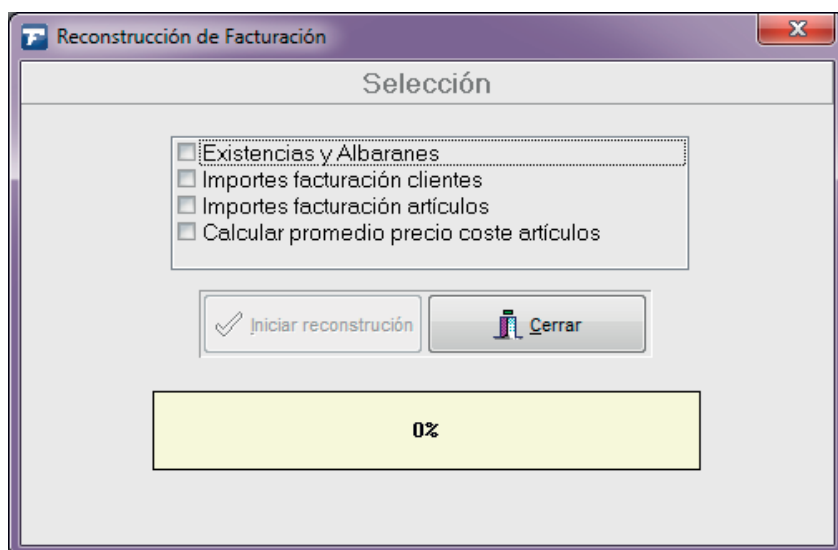 Reconstrucción de Facturación
Selección
Existencias y Albaranes
Importes facturación clientes
Importes facturación artículos
Calcular promedio precio coste artículos
Iniciar reconstrución
Cerrar
0%